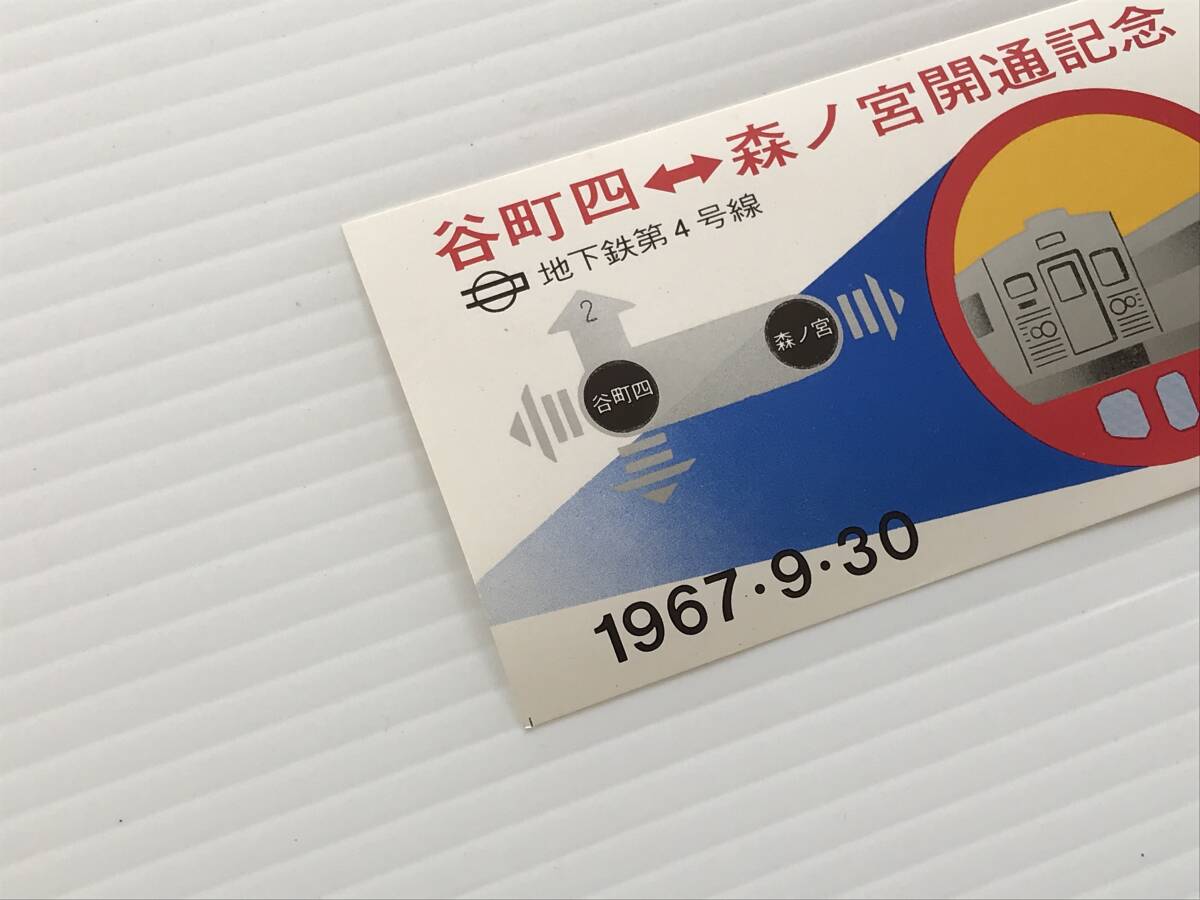 谷町四↔森ノ宮開通記念
地下鉄第4号線
2
森ノ宮
谷町四
1967・9・30